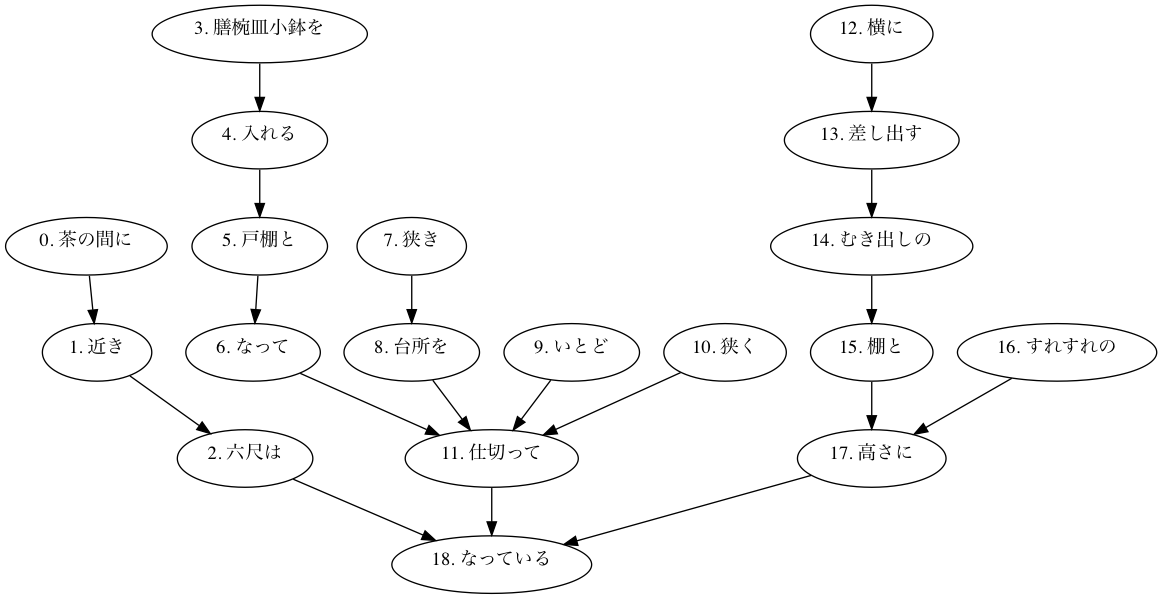 3. 膳椀皿小鉢を
12. 横に
4. 入れる
13. 差し出す
0. 茶の間に
5. 戸棚と
7. 狭き
14. むき出しの
1. 近き
6. なって
8. 台所を
9. いとど
10. 狭く
15. 棚と
16. すれすれの
2. 六尺は
11. 仕切って
17. 高さに
18. なっている